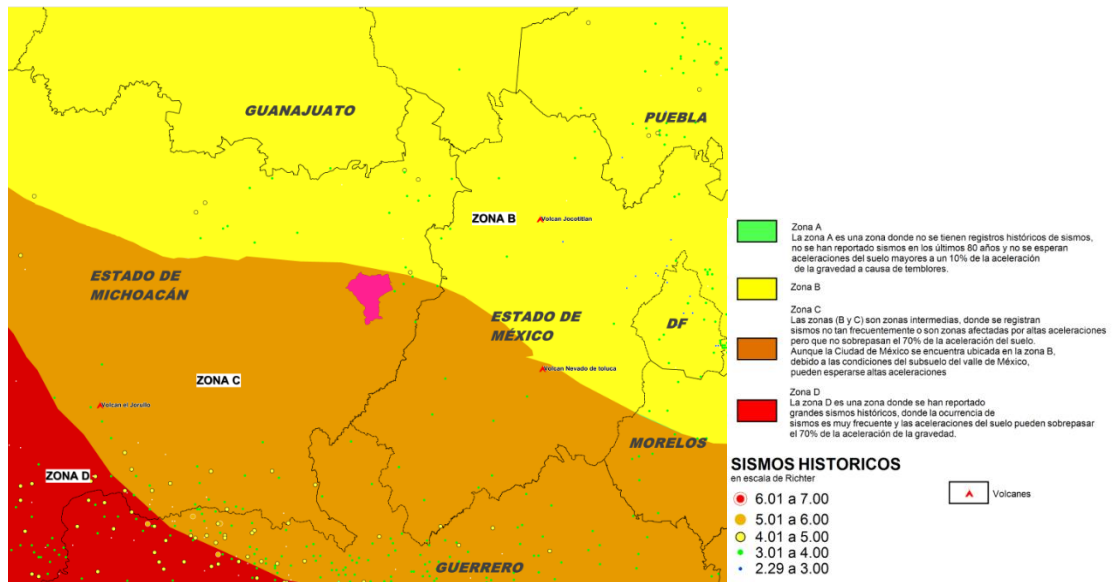 GUANAJUATO
PUEBLA
ZONA B
Volcan Jocotitlan
ESTADO DE
MICHOACÁN
ESTADO DE
MÉXICO
DF
Volcan Nevado de toluca
ZONA C
Volcan el Jorullo
MORELOS
ZONA D
GUERRERO
Zona A
La zona A es una zona donde no se tienen registros históricos de sismos,
no se han reportado sismos en los últimos 80 años y no se esperan
aceleraciones del suelo mayores a un 10% de la aceleración
de la gravedad a causa de temblores.
Zona B
Zona C
Las zonas (B y C) son zonas intermedias, donde se registran
sismos no tan frecuentemente o son zonas afectadas por altas aceleraciones
pero que no sobrepasan el 70% de la aceleración del suelo.
Aunque la Ciudad de México se encuentra ubicada en la zona B,
debido a las condiciones del subsuelo del valle de México,
pueden esperarse altas aceleraciones
Zona D
La zona D es una zona donde se han reportado
grandes sismos históricos, donde la ocurrencia de
sismos es muy frecuente y las aceleraciones del suelo pueden sobrepasar
el 70% de la aceleración de la gravedad.
SISMOS HISTORICOS
en escala de Richter
6.01 a 7.00
5.01 a 6.00
4.01 a 5.00
3.01 a 4.00
2.29 a 3.00
Volcanes